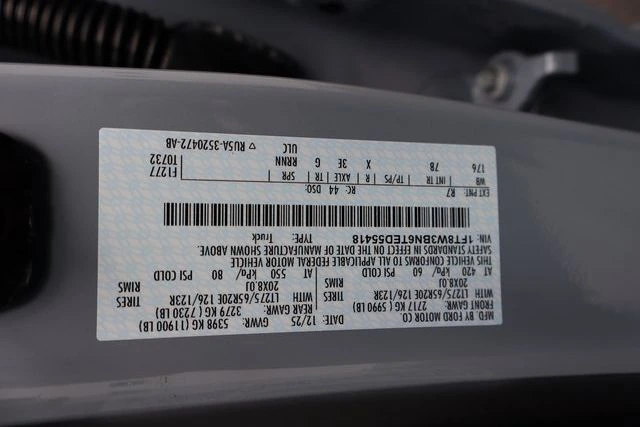 MFD. BY FORD MOTOR CO.
DATE: 12/25 GVWR: 5398 KG (11900 LB)
FRONT GAWR: 2717 KG (5990 LB) REAR GAWR: 3279 KG (7230 LB)
WITH LT275/65R20E 126/123R TIRES WITH LT275/65R20E 126/123R TIRES
20X8.0J RIMS 20X8.0J RIMS
AT 420 kPa/ 60 PSI COLD AT 550 kPa/ 80 PSI COLD
THIS VEHICLE CONFORMS TO ALL APPLICABLE FEDERAL MOTOR VEHICLE
SAFETY STANDARDS IN EFFECT ON THE DATE OF MANUFACTURE SHOWN ABOVE.
VIN: 1FT8W3BN6TED55418 TYPE: Truck
EXT PNT: R7 RC: 44 DSO:
WB INT TR TP/PS R AXLE TR SPR F1277
176 7B X 3E G RRNN T0732
ULC
RU5A-3520472-AB